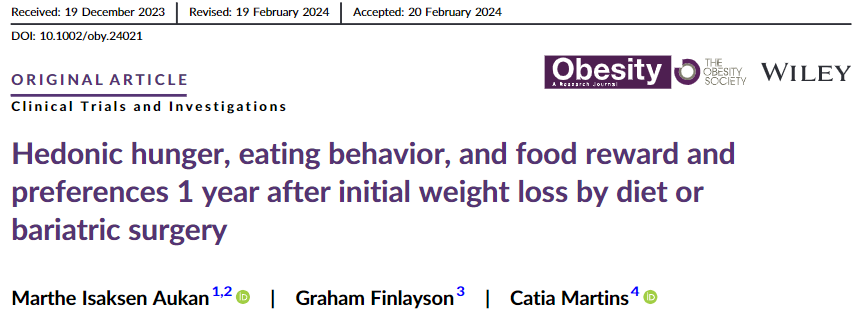 Received: 19 December 2023 | Revised: 19 February 2024 | Accepted: 20 February 2024
DOI: 10.1002/oby.24021
ORIGINAL ARTICLE
Clinical Trials and Investigations
Obesity
A Research Journal
THE
OBESITY
SOCIETY
WILEY
Hedonic hunger, eating behavior, and food reward and
preferences 1 year after initial weight loss by diet or
bariatric surgery
Marthe Isaksen Aukan 1,2 iD | Graham Finlayson 3 | Catia Martins 4 iD